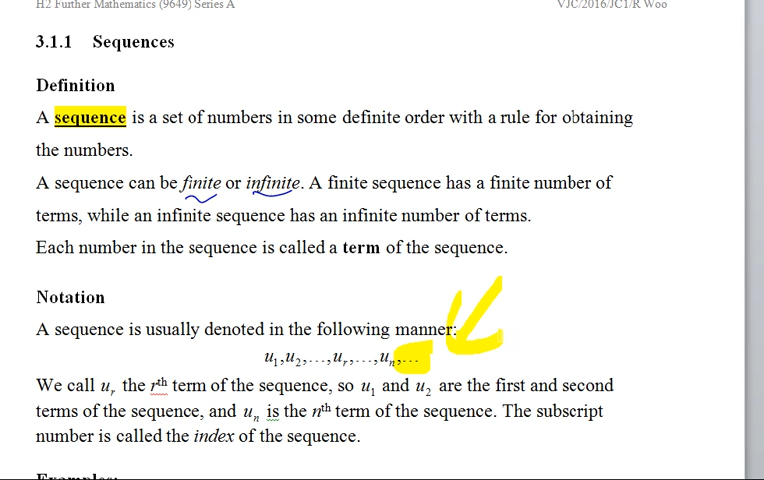 H2 Further Mathematics (9649) Series A VJC/2016/JC1/R Woo
3.1.1 Sequences
Definition
A sequence is a set of numbers in some definite order with a rule for obtaining
the numbers.
A sequence can be finite or infinite. A finite sequence has a finite number of
terms, while an infinite sequence has an infinite number of terms.
Each number in the sequence is called a term of the sequence.
Notation
A sequence is usually denoted in the following manner:
u₁,u₂,...,uᵣ,...,uₙ,...
We call uᵣ the rᵗʰ term of the sequence, so u₁ and u₂ are the first and second
terms of the sequence, and uₙ is the nᵗʰ term of the sequence. The subscript
number is called the index of the sequence.
Examples: